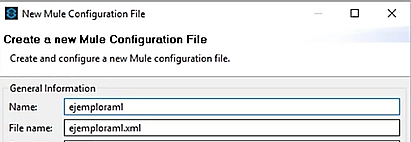 New Mule Configuration File
Create a new Mule Configuration File
Create and configure a new Mule configuration file.
General Information
Name: ejemploraml
File name: ejemploraml.xml